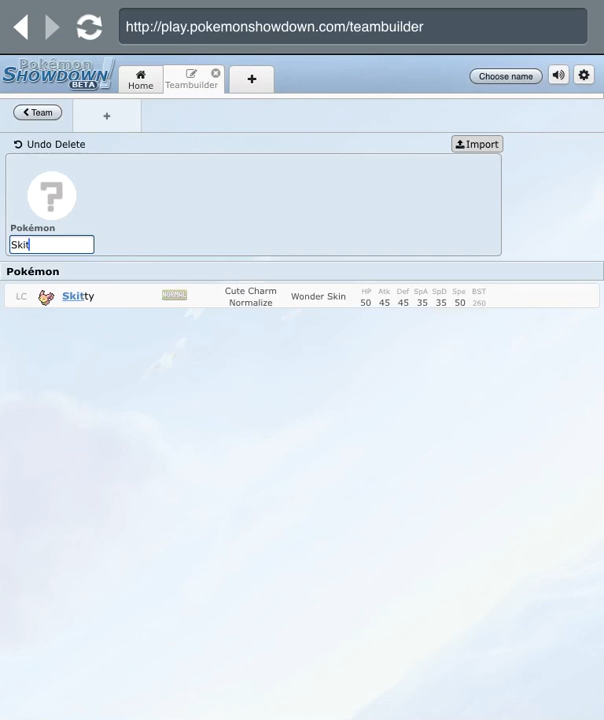 http://play.pokemonshowdown.com/teambuilder
Pokémon
SHOWDOWN!
BETA
Home
Teambuilder
+
Choose name
Team
+
Undo Delete
Import
?
Pokémon
Skit
Pokémon
LC Skitty NORMAL Cute Charm Normalize Wonder Skin HP 50 Atk 45 Def 45 SpA 35 SpD 35 Spe 50 BST 260